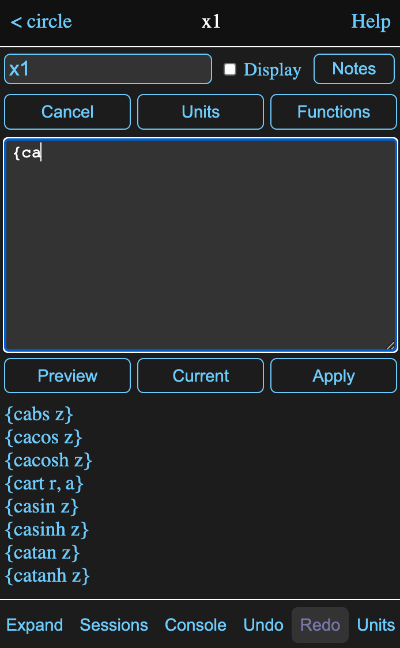 < circle x1 Help
x1 Display Notes
Cancel Units Functions
{ca
Preview Current Apply
{cabs z}
{cacos z}
{cacosh z}
{cart r, a}
{casin z}
{casinh z}
{catan z}
{catanh z}
Expand Sessions Console Undo Redo Units